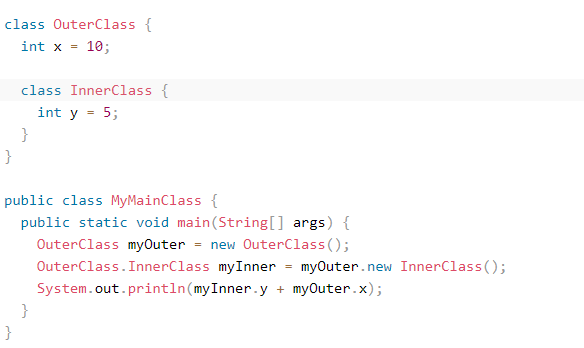 class OuterClass {
  int x = 10;

  class InnerClass {
    int y = 5;
  }
}

public class MyMainClass {
  public static void main(String[] args) {
    OuterClass myOuter = new OuterClass();
    OuterClass.InnerClass myInner = myOuter.new InnerClass();
    System.out.println(myInner.y + myOuter.x);
  }
}